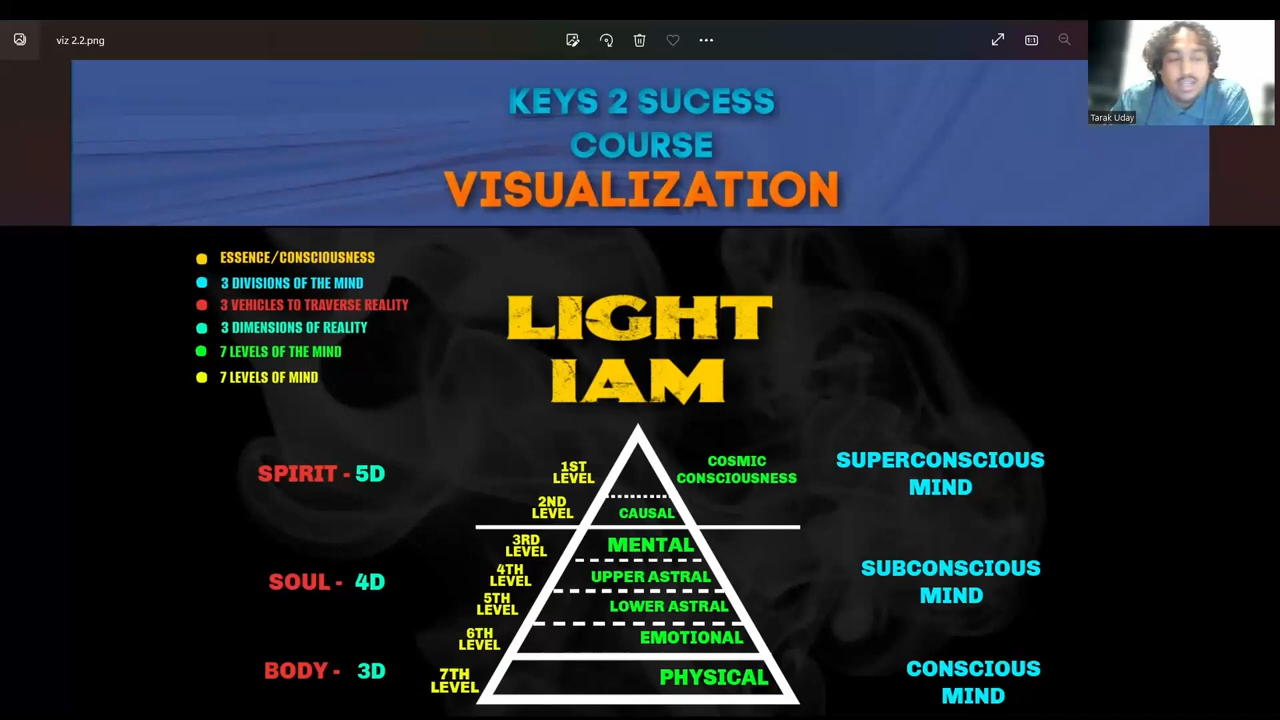 viz 2.2.png
Tarak Uday
KEYS 2 SUCESS
COURSE
VISUALIZATION
ESSENCE/CONSCIOUSNESS
3 DIVISIONS OF THE MIND
3 VEHICLES TO TRAVERSE REALITY
3 DIMENSIONS OF REALITY
7 LEVELS OF THE MIND
7 LEVELS OF MIND
LIGHT
IAM
SPIRIT - 5D
1ST
LEVEL
COSMIC
CONSCIOUSNESS
SUPERCONSCIOUS
MIND
2ND
LEVEL
CAUSAL
3RD
LEVEL
MENTAL
SOUL - 4D
4TH
LEVEL
UPPER ASTRAL
SUBCONSCIOUS
MIND
5TH
LEVEL
LOWER ASTRAL
6TH
LEVEL
EMOTIONAL
BODY - 3D
7TH
LEVEL
PHYSICAL
CONSCIOUS
MIND